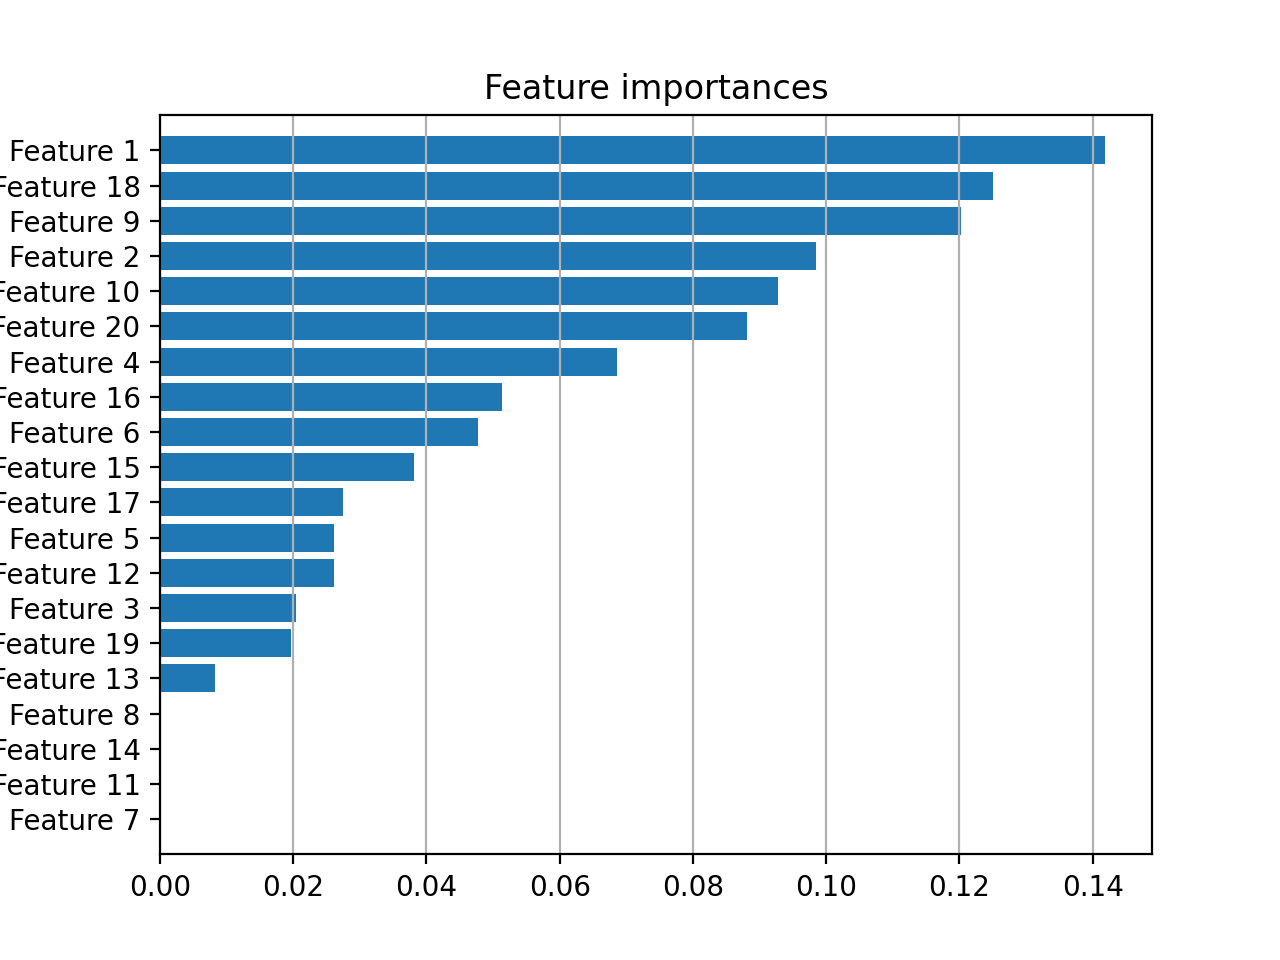 Feature importances
Feature 1
Feature 18
Feature 9
Feature 2
Feature 10
Feature 20
Feature 4
Feature 16
Feature 6
Feature 15
Feature 17
Feature 5
Feature 12
Feature 3
Feature 19
Feature 13
Feature 8
Feature 14
Feature 11
Feature 7
0.00 0.02 0.04 0.06 0.08 0.10 0.12 0.14